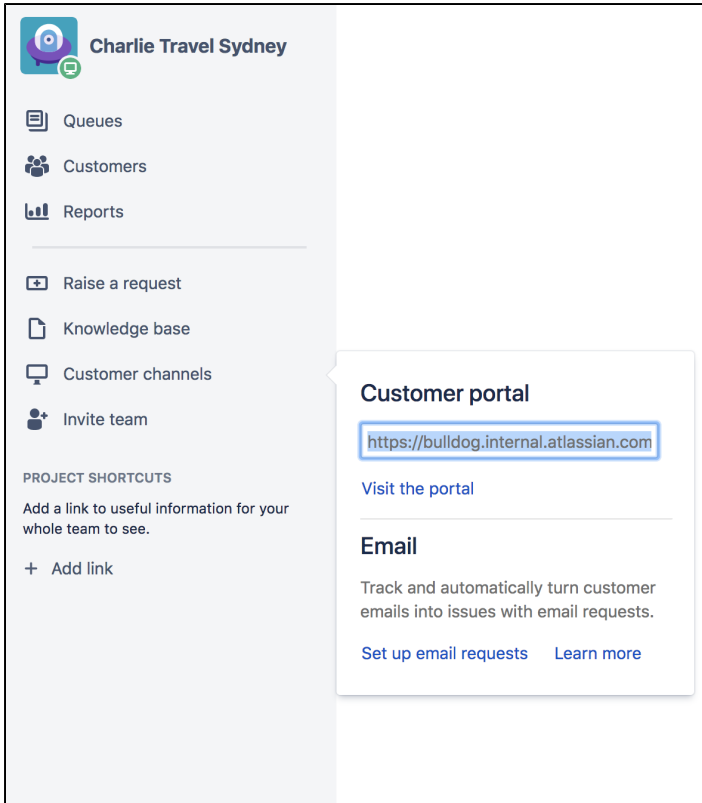 Charlie Travel Sydney
Queues
Customers
Reports
Raise a request
Knowledge base
Customer channels
Invite team
PROJECT SHORTCUTS
Add a link to useful information for your
whole team to see.
+ Add link
Customer portal
https://bulldog.internal.atlassian.com
Visit the portal
Email
Track and automatically turn customer
emails into issues with email requests.
Set up email requests Learn more